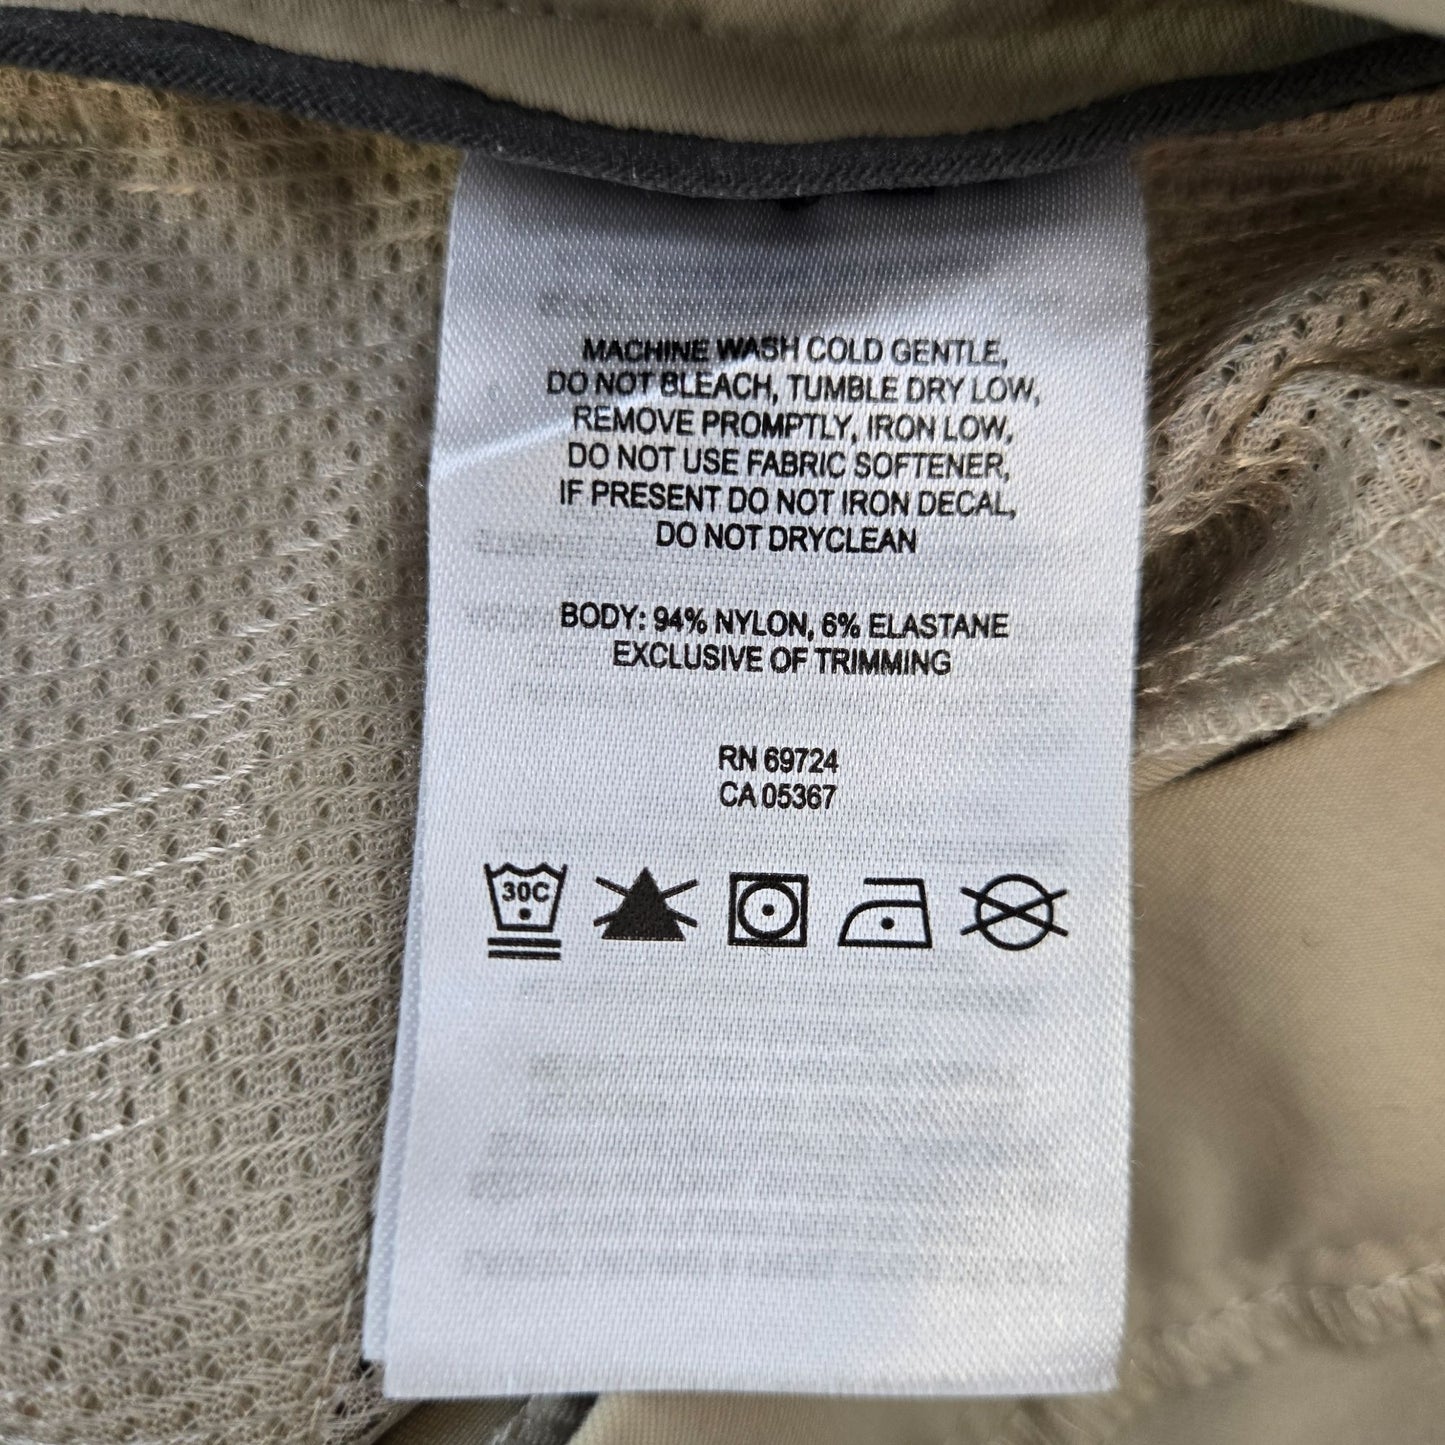 MACHINE WASH COLD GENTLE,
DO NOT BLEACH, TUMBLE DRY LOW,
REMOVE PROMPTLY, IRON LOW,
DO NOT USE FABRIC SOFTENER,
IF PRESENT DO NOT IRON DECAL,
DO NOT DRYCLEAN
BODY: 94% NYLON, 6% ELASTANE
EXCLUSIVE OF TRIMMING
RN 69724
CA 05367
30C